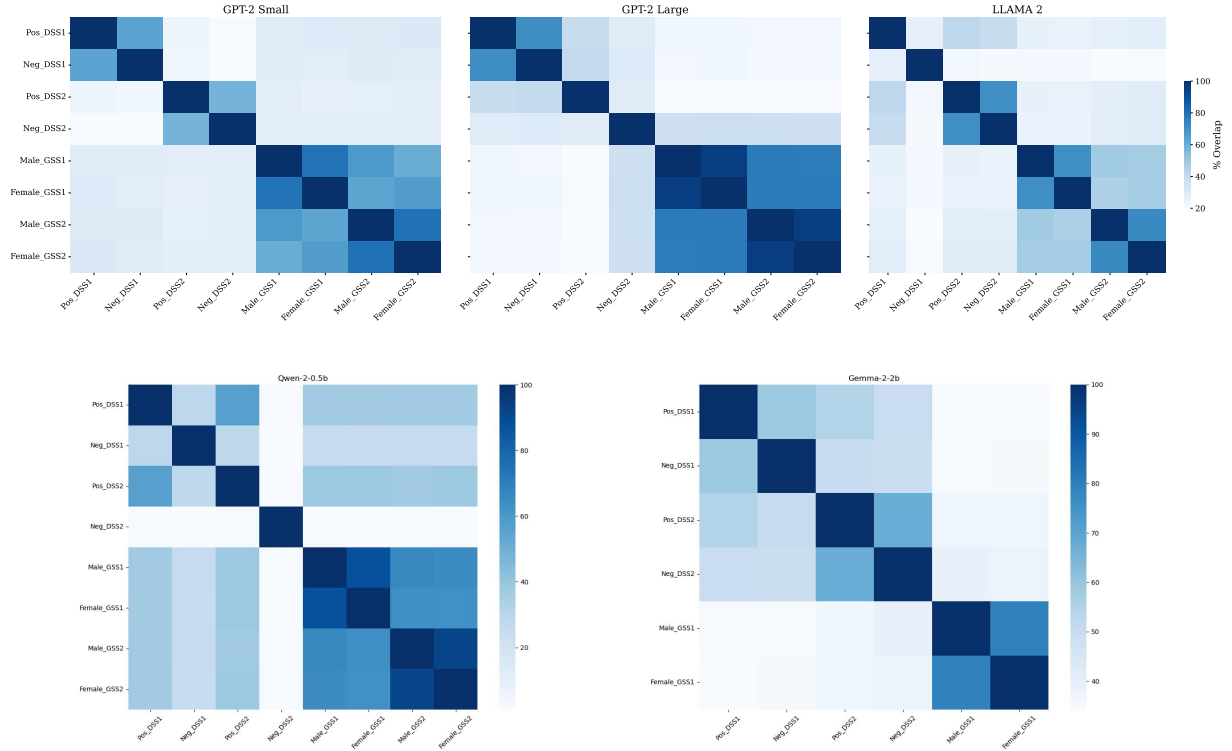 GPT-2 Small
GPT-2 Large
LLAMA 2
Pos_DSS1
Neg_DSS1
Pos_DSS2
Neg_DSS2
Male_GSS1
Female_GSS1
Male_GSS2
Female_GSS2
100
80
60
40
20
% Overlap
Pos_DSS1 Neg_DSS1 Pos_DSS2 Neg_DSS2 Male_GSS1 Female_GSS1 Male_GSS2 Female_GSS2
Pos_DSS1 Neg_DSS1 Pos_DSS2 Neg_DSS2 Male_GSS1 Female_GSS1 Male_GSS2 Female_GSS2
Pos_DSS1 Neg_DSS1 Pos_DSS2 Neg_DSS2 Male_GSS1 Female_GSS1 Male_GSS2 Female_GSS2
Qwen-2-0.5b
Pos_DSS1
Neg_DSS1
Pos_DSS2
Neg_DSS2
Male_GSS1
Female_GSS1
Male_GSS2
Female_GSS2
Pos_DSS1 Neg_DSS1 Pos_DSS2 Neg_DSS2 Male_GSS1 Female_GSS1 Male_GSS2 Female_GSS2
100
80
60
40
20
Gemma-2-2b
Pos_DSS1
Neg_DSS1
Pos_DSS2
Neg_DSS2
Male_GSS1
Female_GSS1
Pos_DSS1 Neg_DSS1 Pos_DSS2 Neg_DSS2 Male_GSS1 Female_GSS1
100
90
80
70
60
50
40